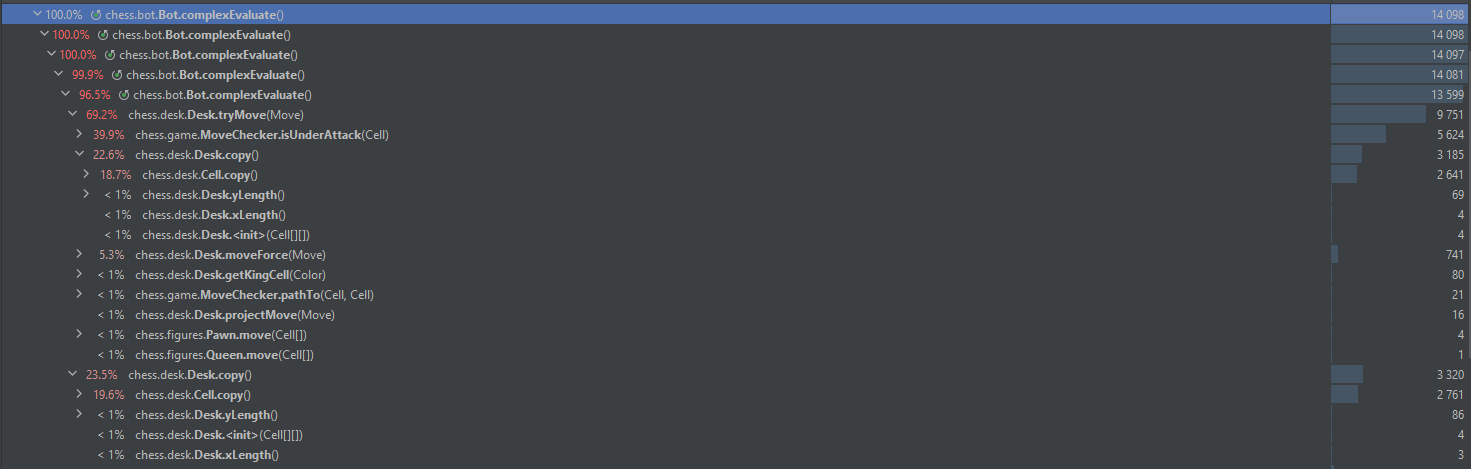 100.0% chess.bot.Bot.complexEvaluate() 14 098
100.0% chess.bot.Bot.complexEvaluate() 14 098
100.0% chess.bot.Bot.complexEvaluate() 14 097
99.9% chess.bot.Bot.complexEvaluate() 14 081
96.5% chess.bot.Bot.complexEvaluate() 13 599
69.2% chess.desk.Desk.tryMove(Move) 9 751
39.9% chess.game.MoveChecker.isUnderAttack(Cell) 5 624
22.6% chess.desk.Desk.copy() 3 185
18.7% chess.desk.Cell.copy() 2 641
< 1% chess.desk.Desk.yLength() 69
< 1% chess.desk.Desk.xLength() 4
< 1% chess.desk.Desk.<init>(Cell[][]) 4
5.3% chess.desk.Desk.moveForce(Move) 741
< 1% chess.desk.Desk.getKingCell(Color) 80
< 1% chess.game.MoveChecker.pathTo(Cell, Cell) 21
< 1% chess.desk.Desk.projectMove(Move) 16
< 1% chess.figures.Pawn.move(Cell[]) 4
< 1% chess.figures.Queen.move(Cell[]) 1
23.5% chess.desk.Desk.copy() 3 320
19.6% chess.desk.Cell.copy() 2 761
< 1% chess.desk.Desk.yLength() 86
< 1% chess.desk.Desk.<init>(Cell[][]) 4
< 1% chess.desk.Desk.xLength() 3